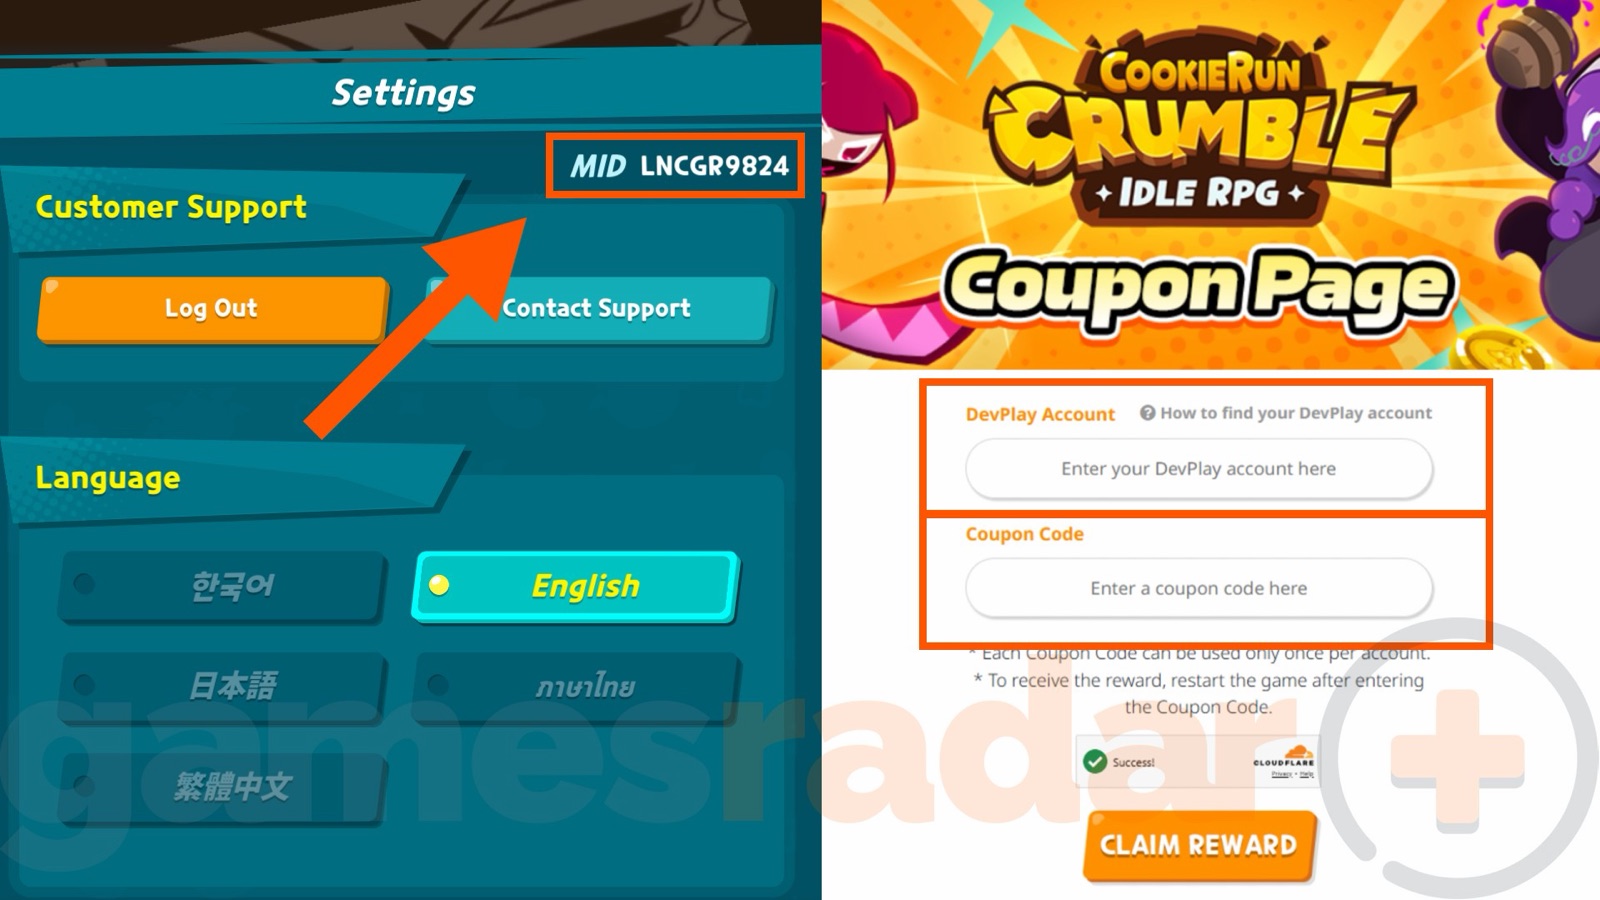 Settings
MID LNCGR9824
Customer Support
Log Out
Contact Support
Language
한국어
English
日本語
ภาษาไทย
繁體中文
COOKIERUN
CRUMBLE
IDLE RPG
Coupon Page
DevPlay Account
? How to find your DevPlay account
Enter your DevPlay account here
Coupon Code
Enter a coupon code here
* Each Coupon Code can be used only once per account.
* To receive the reward, restart the game after entering
the Coupon Code.
Success!
CLOUDFLARE
Privacy • Help
CLAIM REWARD
gamesradar+